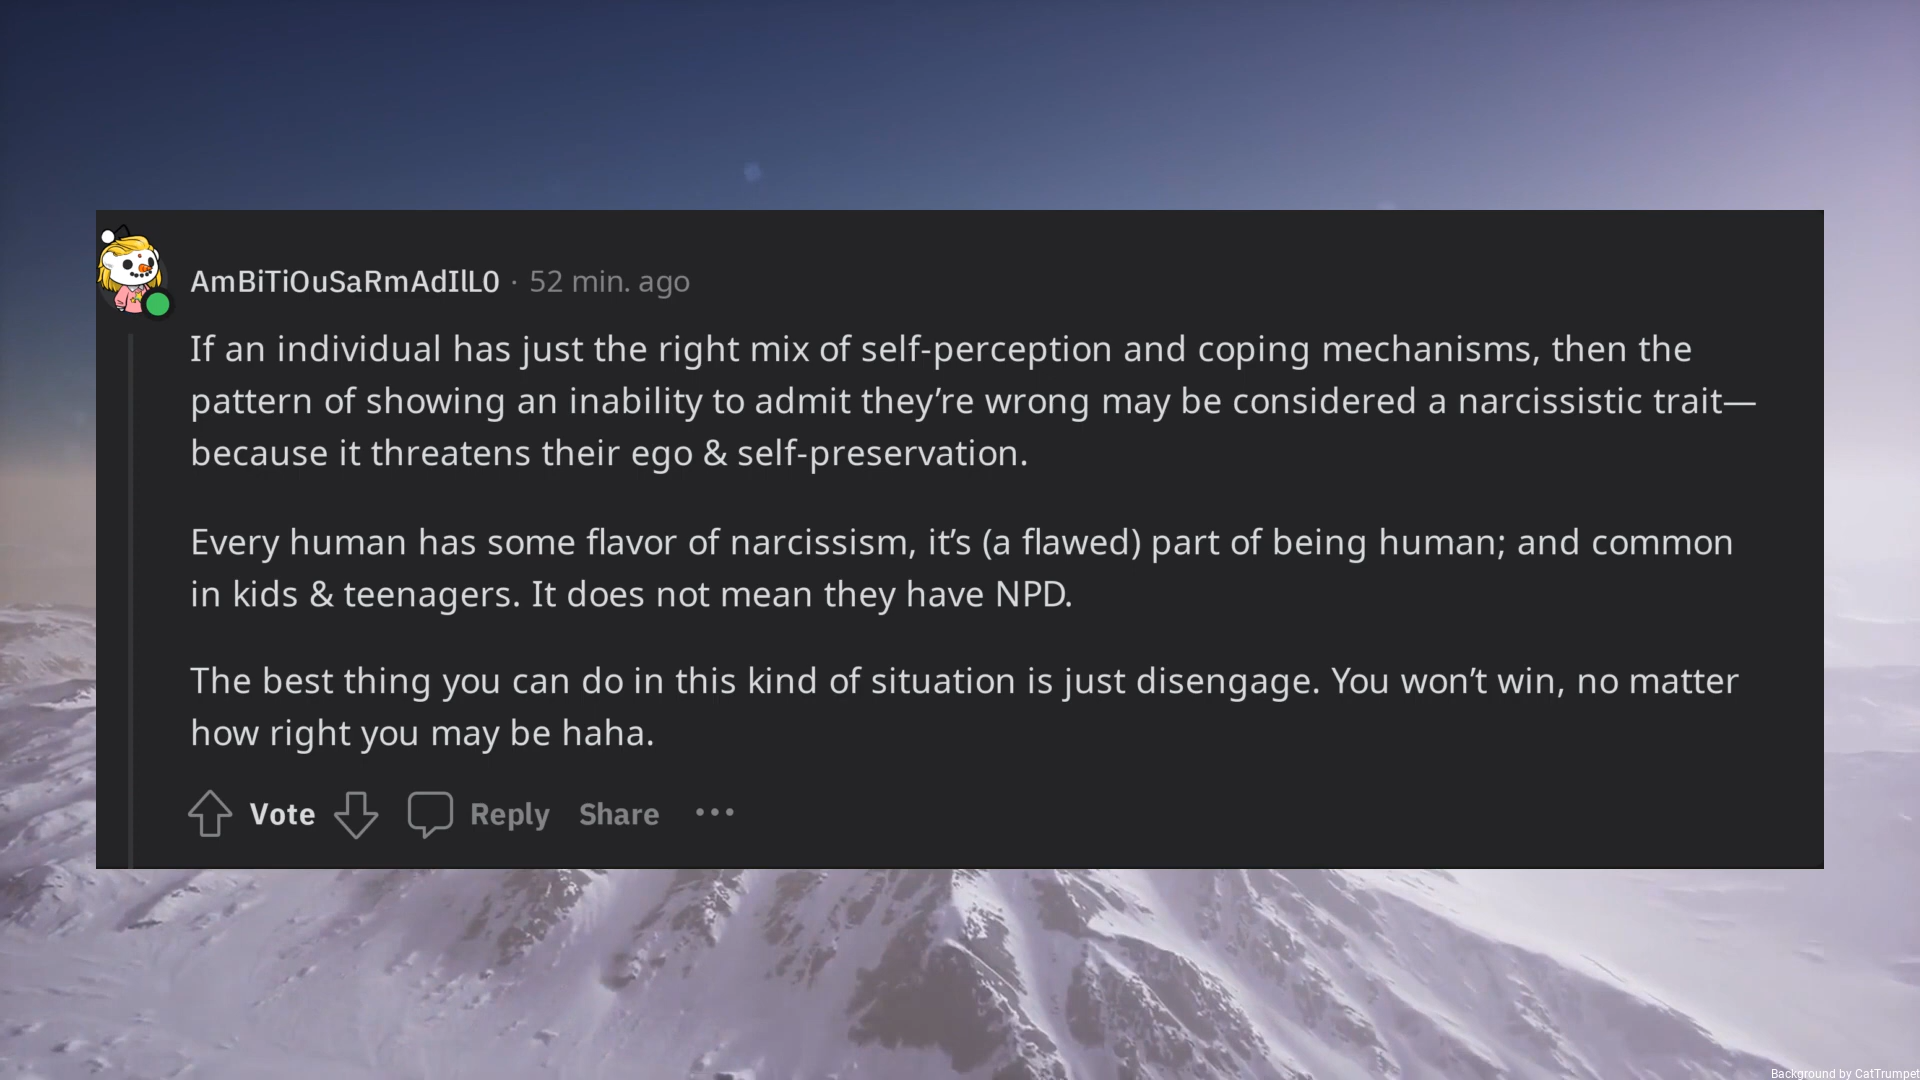 AmBiTiOuSaRmAdIlL0 · 52 min. ago
If an individual has just the right mix of self-perception and coping mechanisms, then the
pattern of showing an inability to admit they’re wrong may be considered a narcissistic trait—
because it threatens their ego & self-preservation.
Every human has some flavor of narcissism, it’s (a flawed) part of being human; and common
in kids & teenagers. It does not mean they have NPD.
The best thing you can do in this kind of situation is just disengage. You won’t win, no matter
how right you may be haha.
Vote Reply Share ···
Background by CatTrumpet